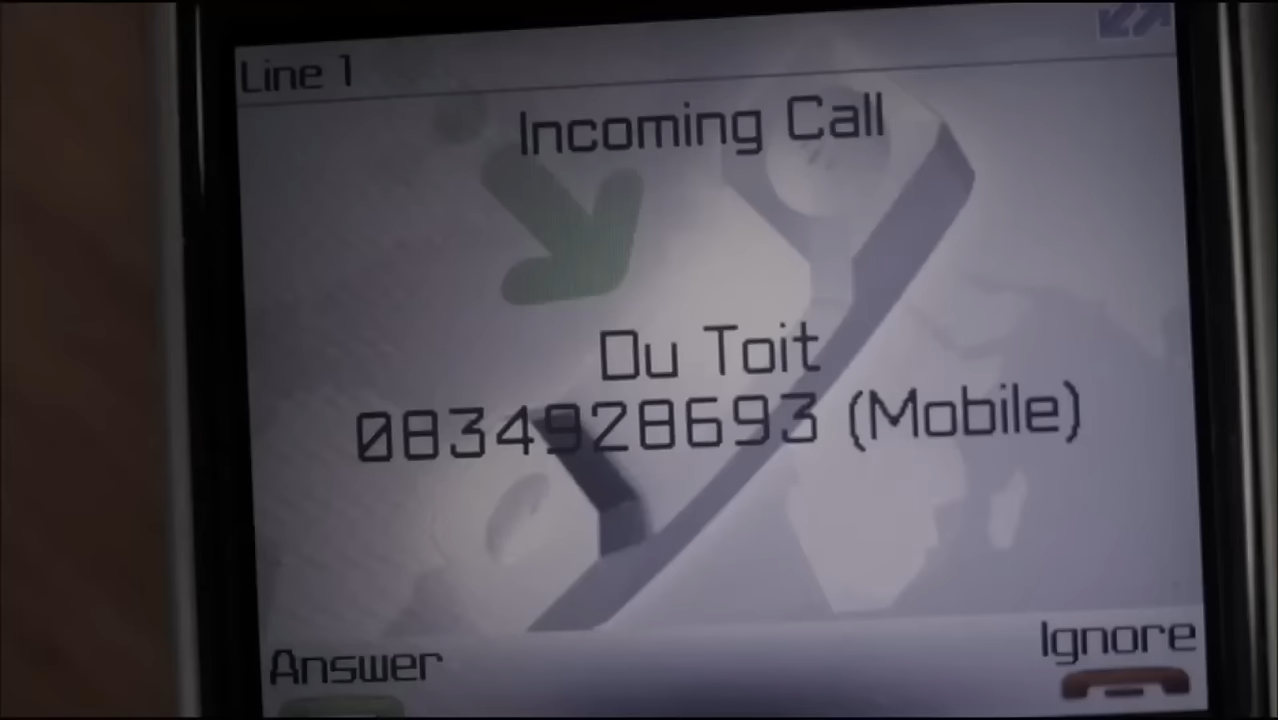 Line 1
Incoming Call
Du Toit
0834928693 (Mobile)
Answer
Ignore